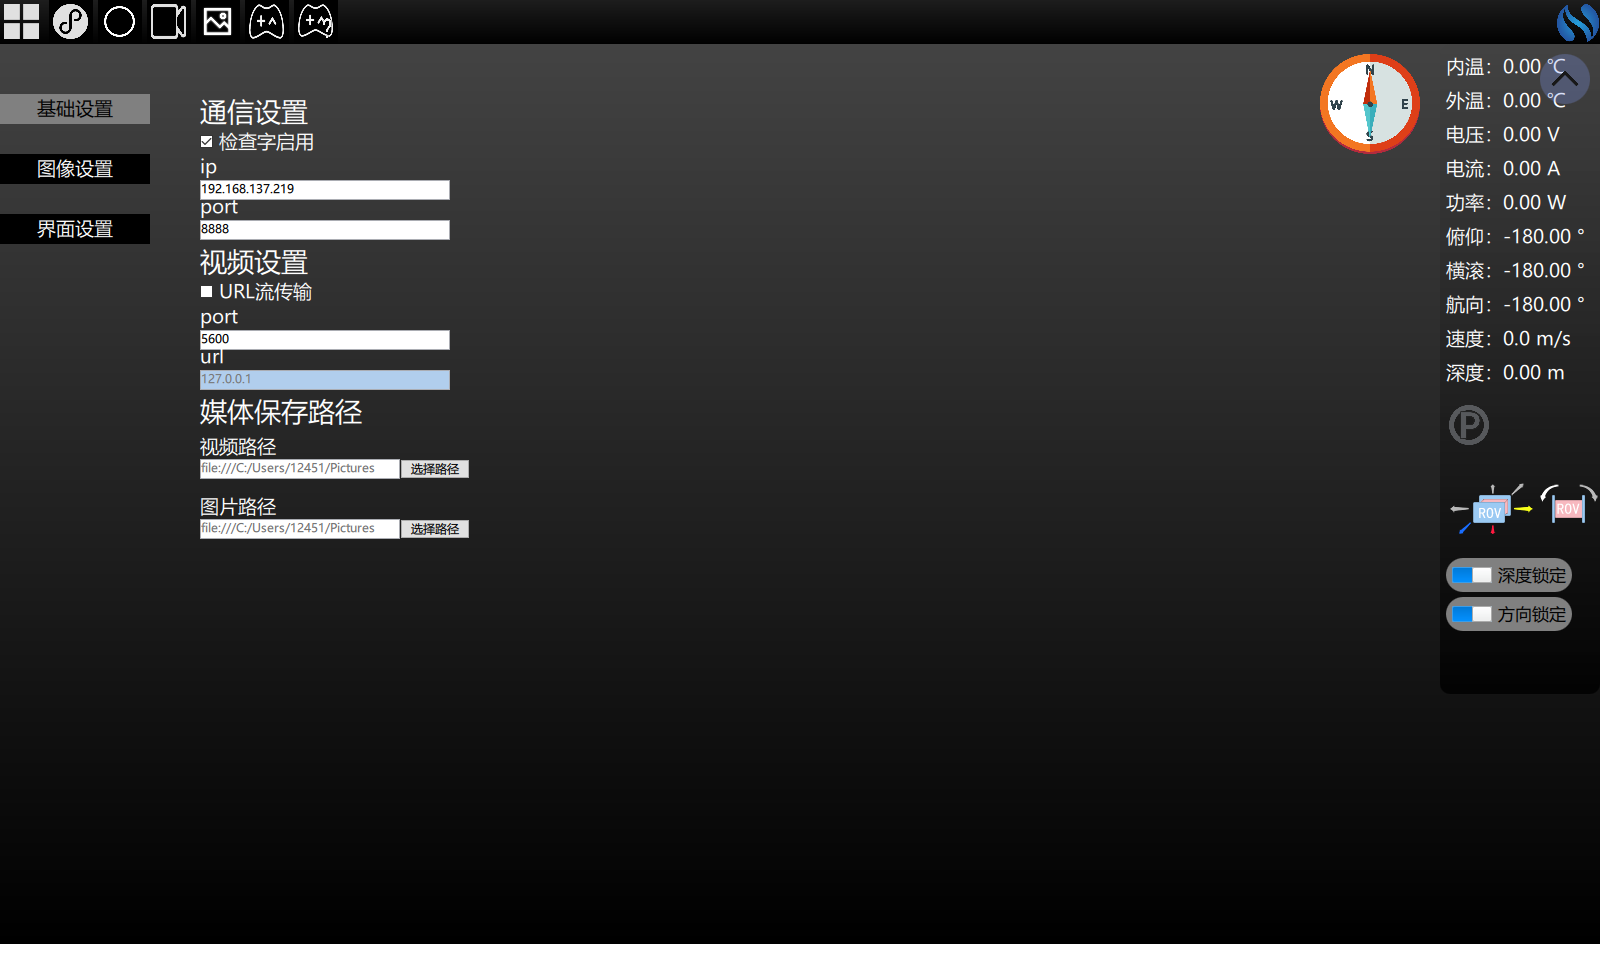 基础设置
图像设置
界面设置
通信设置
检查字启用
ip
192.168.137.219
port
8888
视频设置
URL流传输
port
5600
url
127.0.0.1
媒体保存路径
视频路径
file:///C:/Users/12451/Pictures 选择路径
图片路径
file:///C:/Users/12451/Pictures 选择路径
N
W E
S
内温：0.00 ℃
外温：0.00 ℃
电压：0.00 V
电流：0.00 A
功率：0.00 W
俯仰：-180.00 °
横滚：-180.00 °
航向：-180.00 °
速度：0.0 m/s
深度：0.00 m
P
ROV ROV
深度锁定
方向锁定